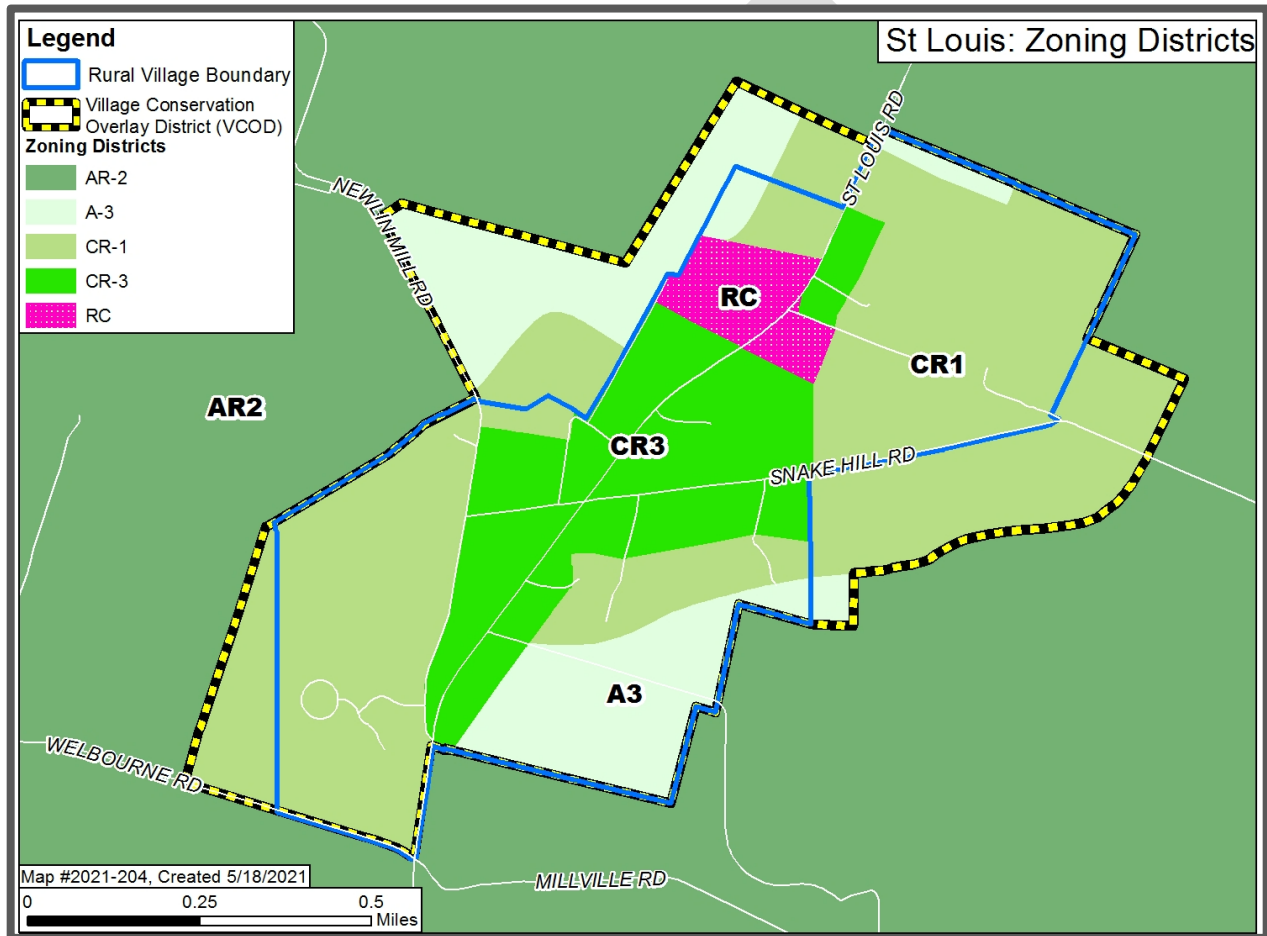 St Louis: Zoning Districts
Legend
Rural Village Boundary
Village Conservation
Overlay District (VCOD)
Zoning Districts
AR-2
A-3
CR-1
CR-3
RC
ST LOUIS RD
NEWLIN MILL RD
RC
CR1
AR2
CR3
SNAKE HILL RD
A3
WELBOURNE RD
MILLVILLE RD
Map #2021-204, Created 5/18/2021
0 0.25 0.5
Miles